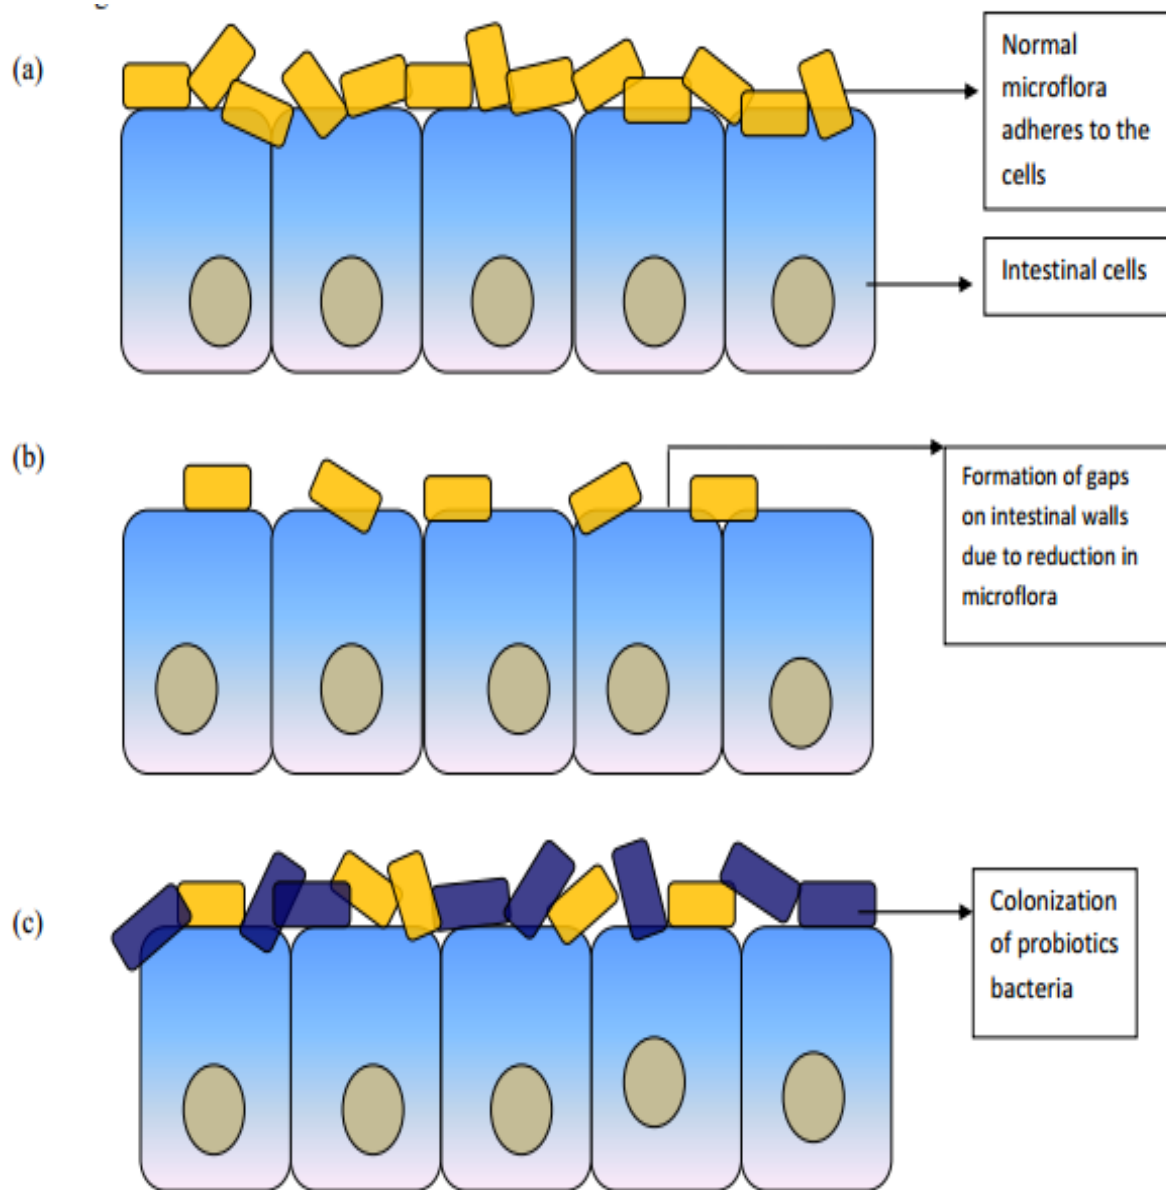 (a)
Normal
microflora
adheres to the
cells
Intestinal cells
(b)
Formation of gaps
on intestinal walls
due to reduction in
microflora
(c)
Colonization
of probiotics
bacteria